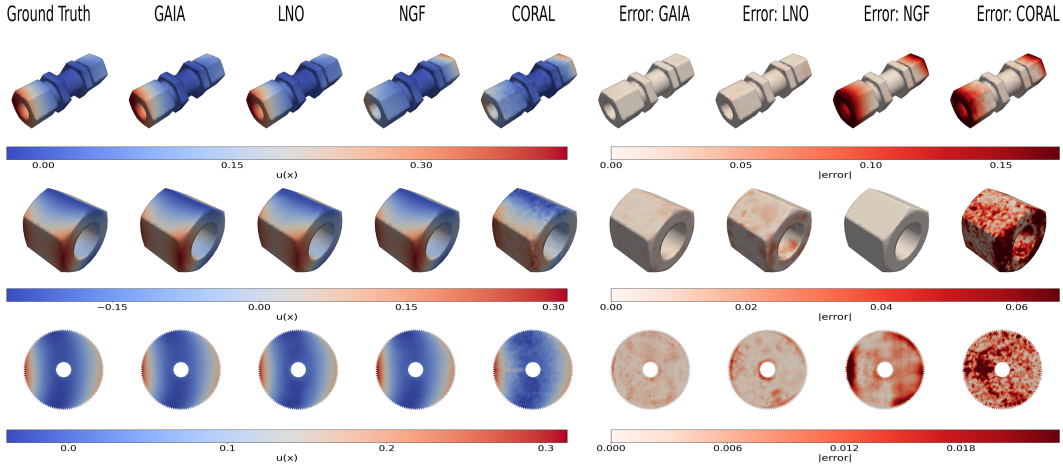 Ground Truth GAIA LNO NGF CORAL Error: GAIA Error: LNO Error: NGF Error: CORAL
0.00 0.15 0.30 0.00 0.05 0.10 0.15
u(x) |error|
−0.15 0.00 0.15 0.30 0.00 0.02 0.04 0.06
u(x) |error|
0.0 0.1 0.2 0.3 0.000 0.006 0.012 0.018
u(x) |error|